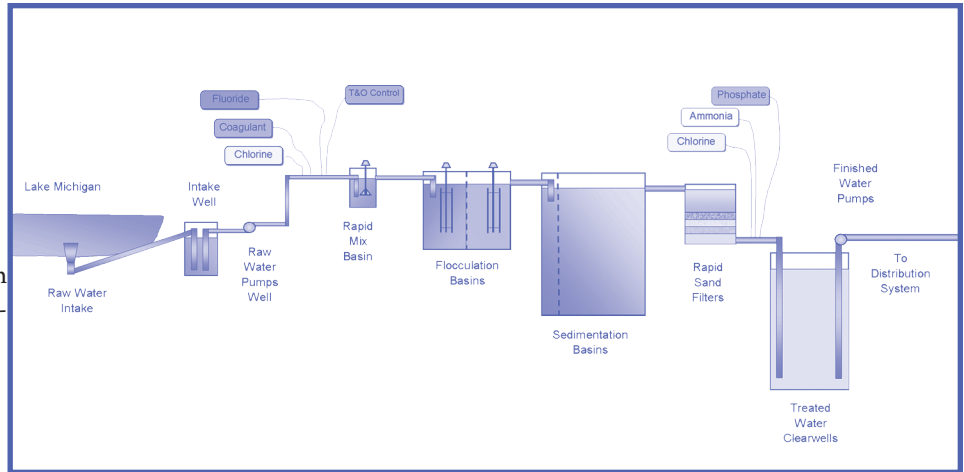 Fluoride
T&O Control
Coagulant
Chlorine
Phosphate
Ammonia
Chlorine
Lake Michigan
Intake
Well
Finished
Water
Pumps
Rapid
Mix
Basin
Raw
Water
Pumps
Well
Flocculation
Basins
Rapid
Sand
Filters
To
Distribution
System
Raw Water
Intake
Sedimentation
Basins
Treated
Water
Clearwells